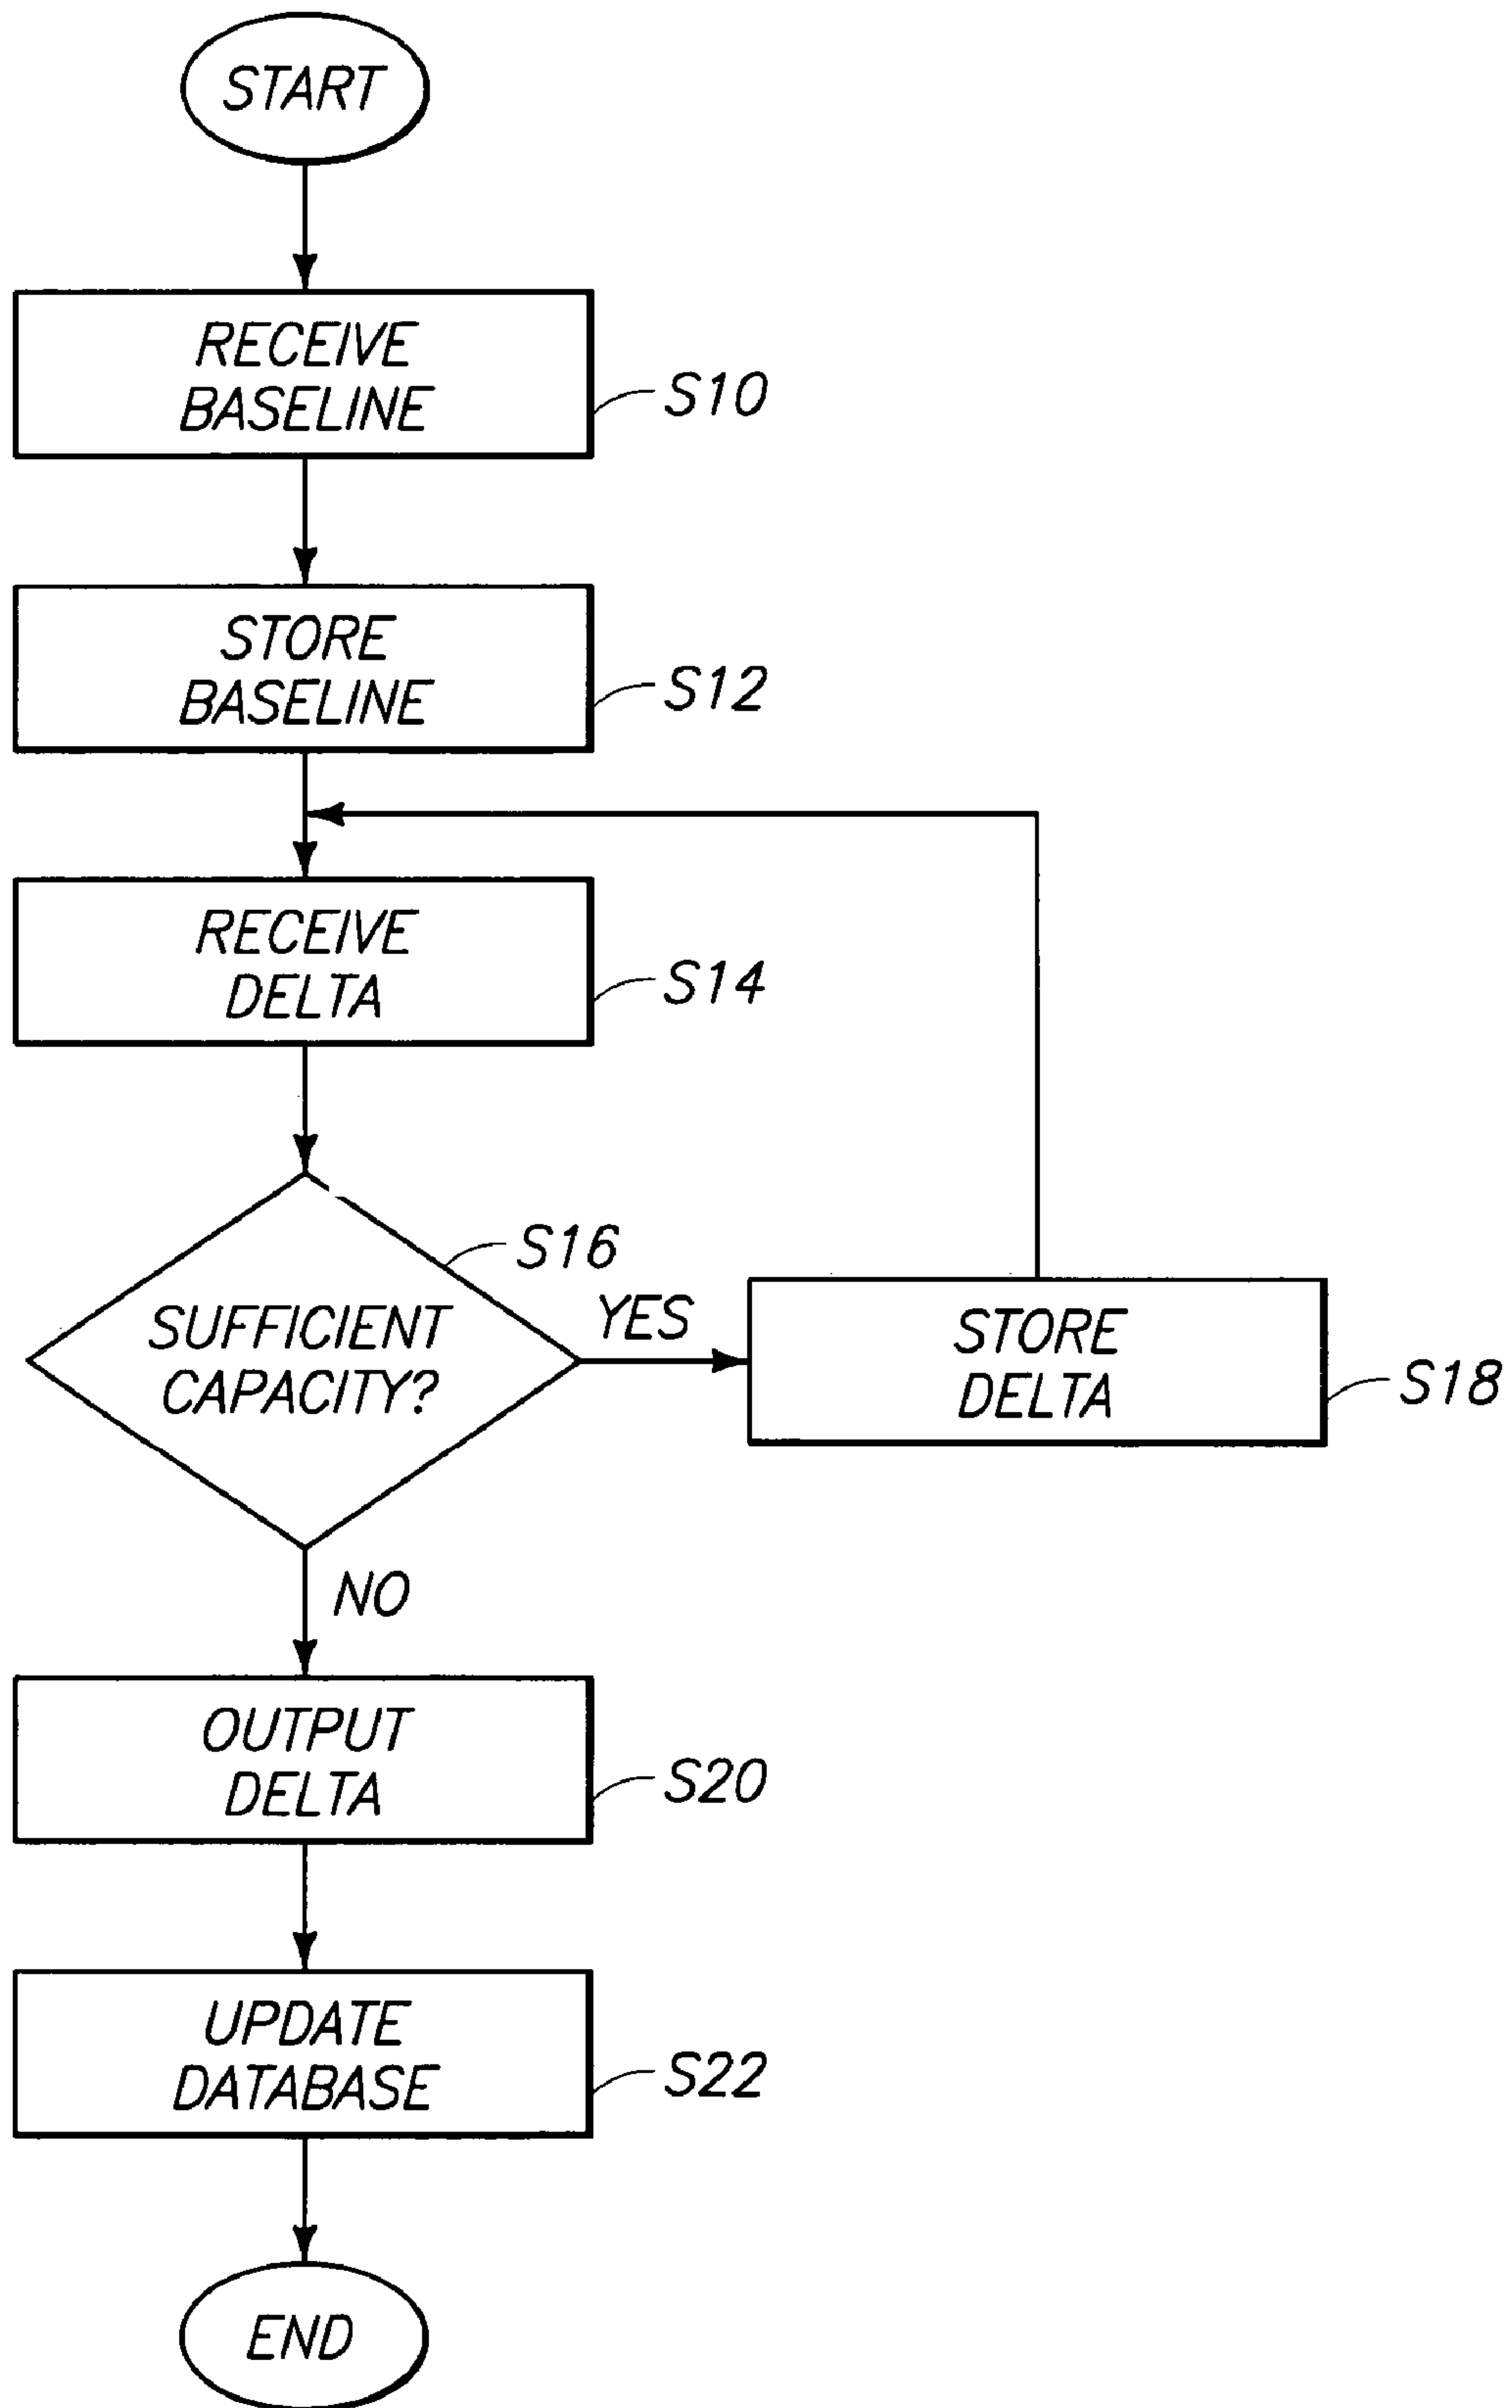 START
RECEIVE
BASELINE
S10
STORE
BASELINE
S12
RECEIVE
DELTA
S14
S16
SUFFICIENT
CAPACITY?
YES
STORE
DELTA
S18
NO
OUTPUT
DELTA
S20
UPDATE
DATABASE
S22
END